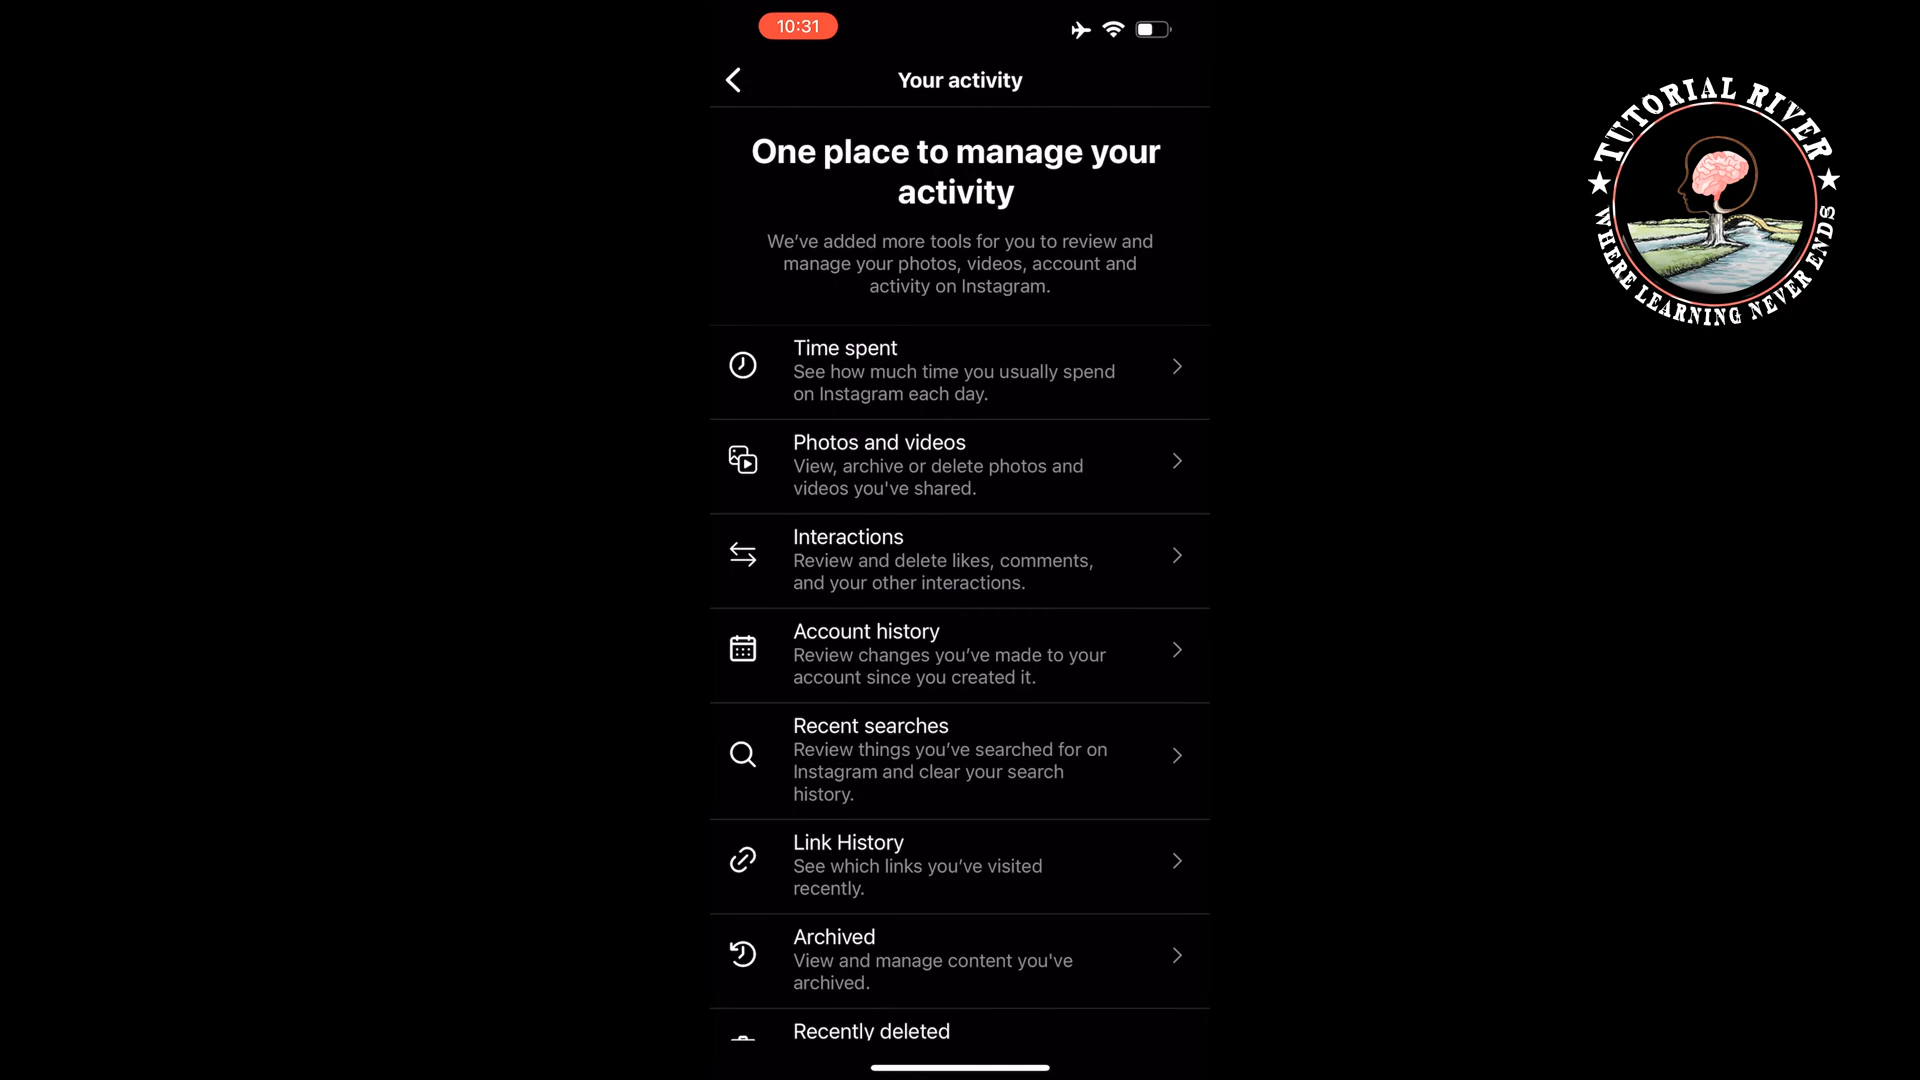 10:31
Your activity
One place to manage your
activity
We’ve added more tools for you to review and
manage your photos, videos, account and
activity on Instagram.
Time spent
See how much time you usually spend
on Instagram each day.
Photos and videos
View, archive or delete photos and
videos you've shared.
Interactions
Review and delete likes, comments,
and your other interactions.
Account history
Review changes you’ve made to your
account since you created it.
Recent searches
Review things you’ve searched for on
Instagram and clear your search
history.
Link History
See which links you’ve visited
recently.
Archived
View and manage content you've
archived.
Recently deleted
TUTORIAL RIVER
WHERE LEARNING NEVER ENDS